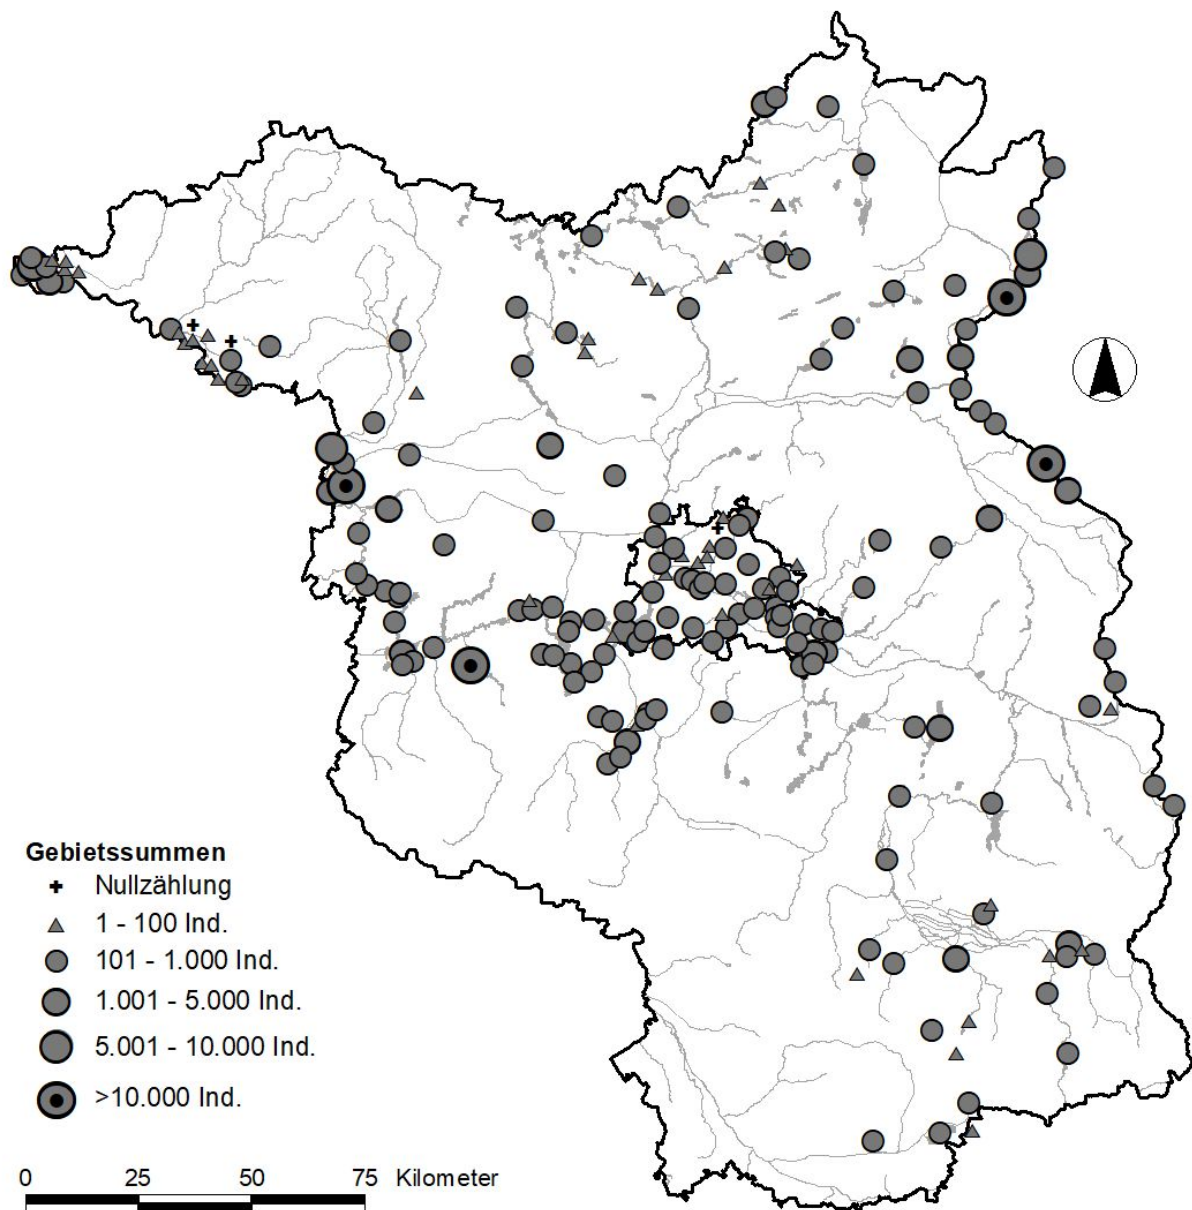 Gebietssummen
Nullzählung
1 - 100 Ind.
101 - 1.000 Ind.
1.001 - 5.000 Ind.
5.001 - 10.000 Ind.
>10.000 Ind.
0 25 50 75 Kilometer